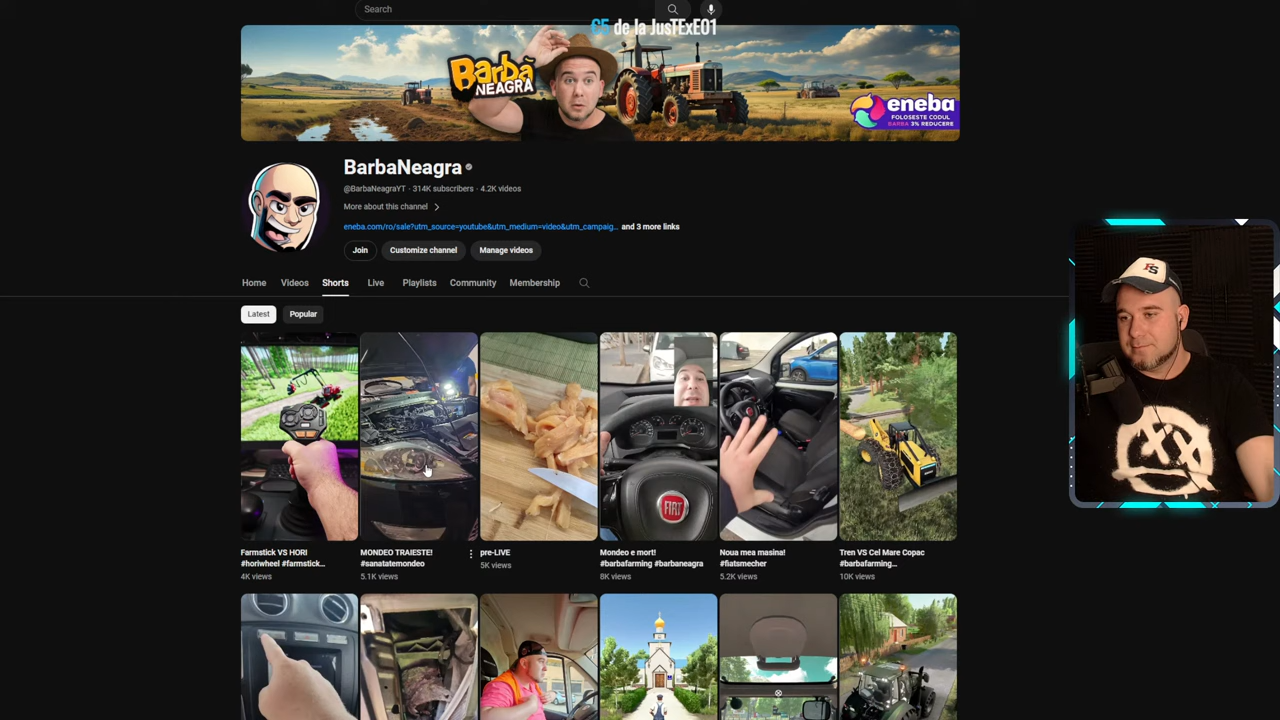 Search
€5 de la JusTExE01
Barbă
NEAGRĂ
eneba
FOLOSEȘTE CODUL
BARBA 3% REDUCERE
BarbaNeagra
@BarbaNeagraYT · 314K subscribers · 4.2K videos
More about this channel
eneba.com/ro/sale?utm_source=youtube&utm_medium=video&utm_campaig... and 3 more links
Join
Customize channel
Manage videos
Home
Videos
Shorts
Live
Playlists
Community
Membership
Latest
Popular
FIAT
Farmstick VS HORI
#horiwheel #farmstick...
4K views
MONDEO TRAIESTE!
#sanatatemondeo
5.1K views
pre-LIVE
5K views
Mondeo e mort!
#barbafarming #barbaneagra
8K views
Noua mea masina!
#fiatsmecher
5.2K views
Tren VS Cel Mare Copac
#barbafarming...
10K views
FS
XX